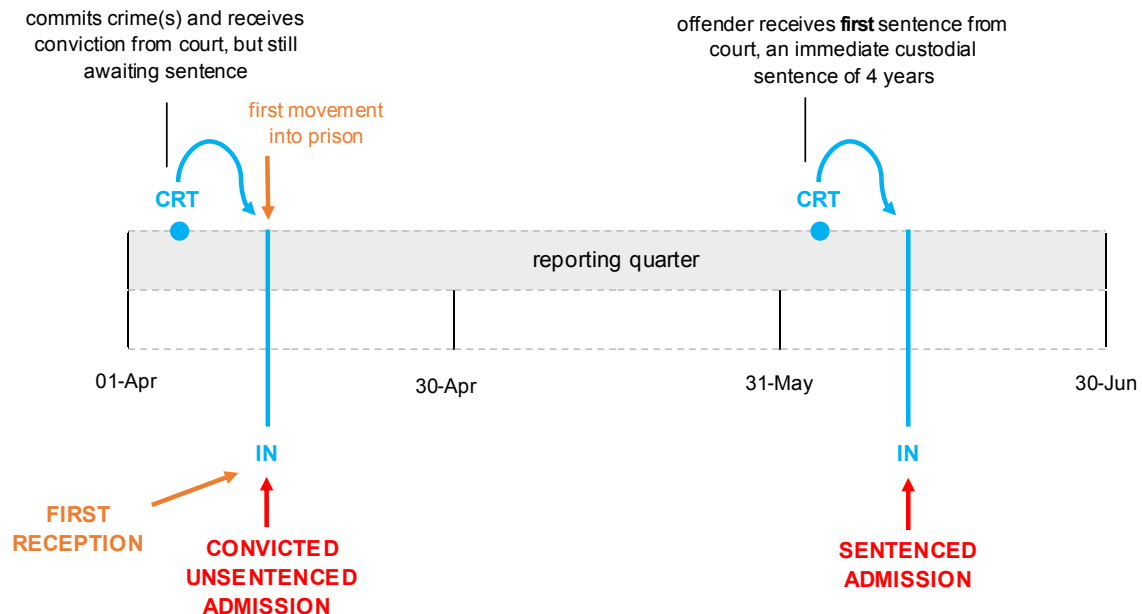 commits crime(s) and receives
conviction from court, but still
awaiting sentence
first movement
into prison
offender receives first sentence from
court, an immediate custodial
sentence of 4 years
CRT
CRT
reporting quarter
01-Apr
30-Apr
31-May
30-Jun
IN
IN
FIRST
RECEPTION
CONVICTED
UNSENTENCED
ADMISSION
SENTENCED
ADMISSION